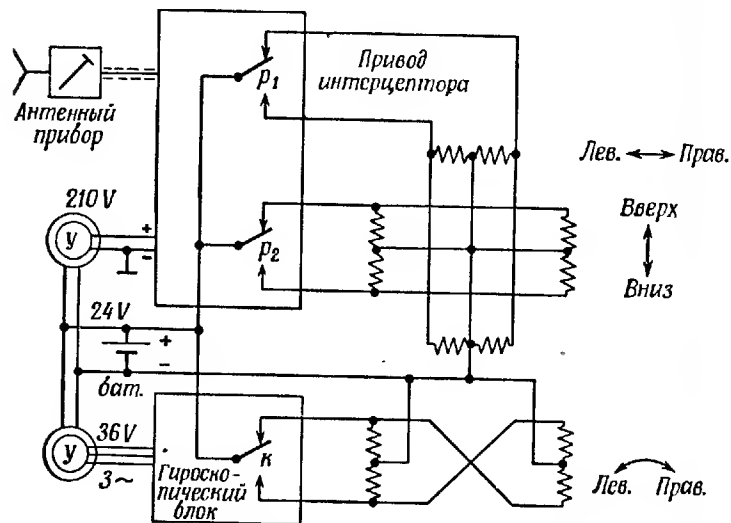 Антенный
прибор
P₁
Привод
интерцептора
Лев. Прав.
210 V
У
+
-
P₂
Вверх
Вниз
24 V
+
-
бат.
36 V
У
3~
К
Гироско-
пический
блок
Лев. Прав.